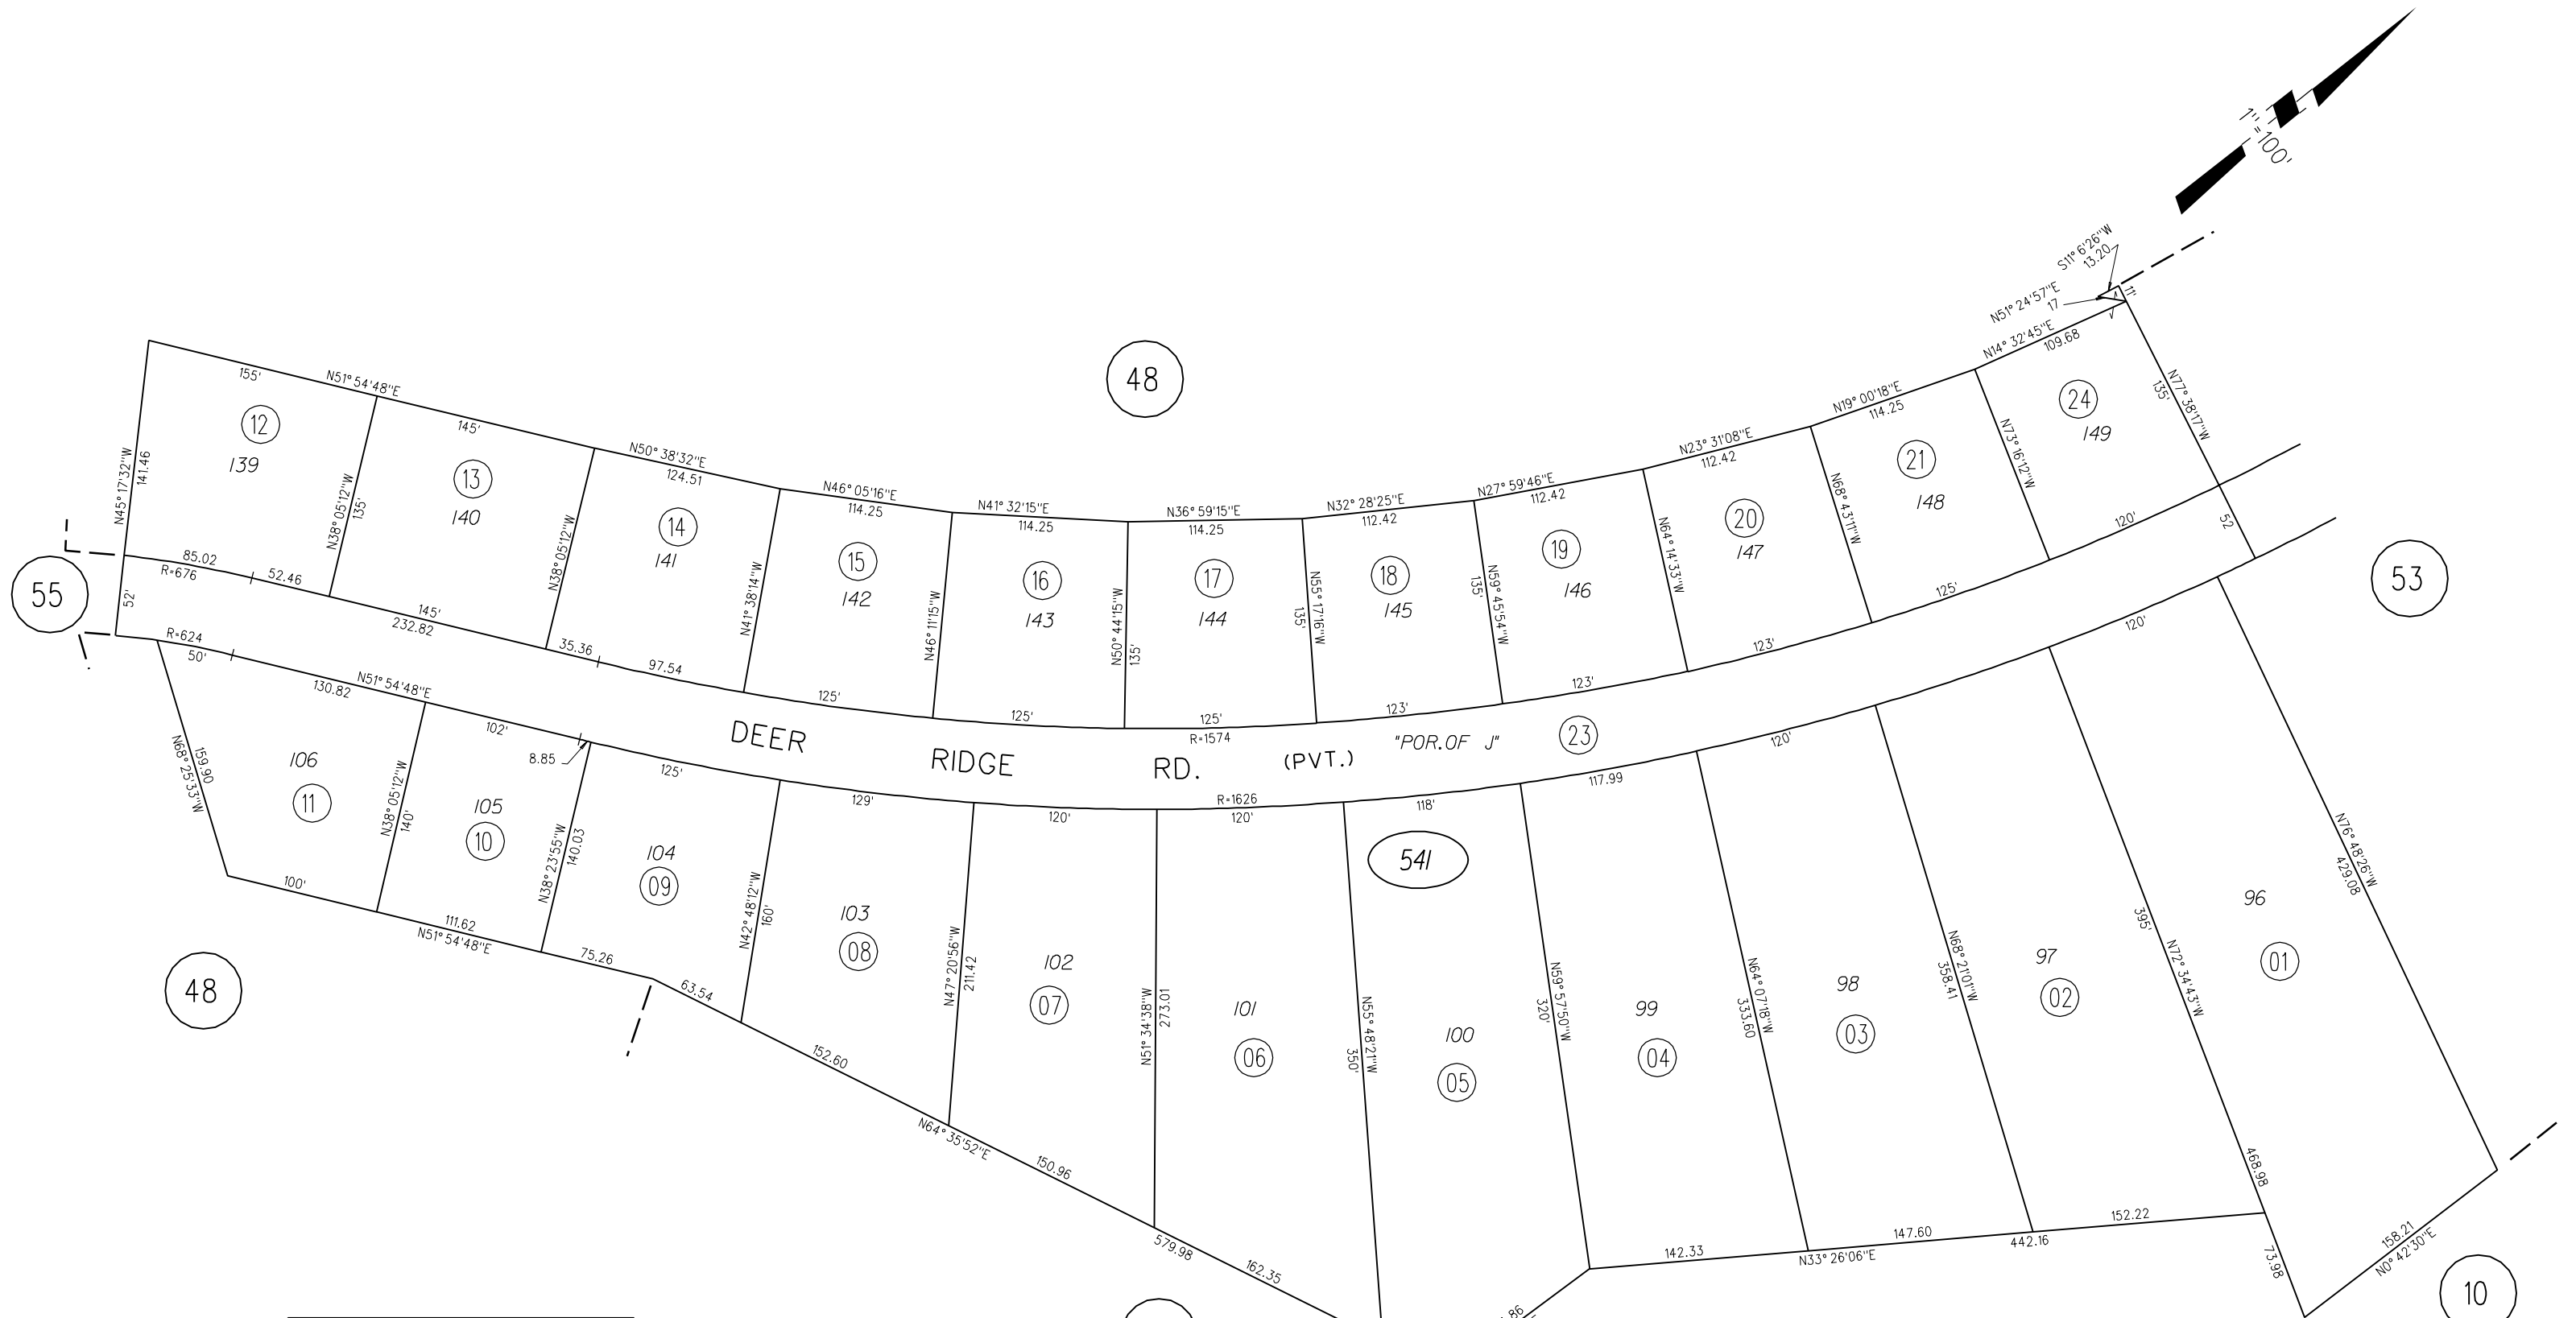 1"=100'
S11° 6'26"W
13.20
N51° 24'57"E
17
11'
N14° 32'45"E
109.68
N77° 38'17"W
135'
48
155'
N51° 54'48"E
145'
N50° 38'32"E
124.51
N46° 05'16"E
114.25
N41° 32'15"E
114.25
N36° 59'15"E
114.25
N32° 28'25"E
112.42
N27° 59'46"E
112.42
N23° 31'08"E
112.42
N19° 00'18"E
114.25
12
139
13
140
14
141
15
142
16
143
17
144
18
145
19
146
20
147
21
148
24
149
N45° 17'32"W
141.46
N38° 05'12"W
135'
N38° 05'12"W
N41° 38'14"W
N46° 11'15"W
N50° 44'15"W
135'
N55° 17'16"W
135'
N59° 45'54"W
135'
N64° 14'33"W
N68° 43'11"W
N73° 16'12"W
55
53
52'
85.02
R=676
52.46
145'
232.82
35.36
97.54
125'
125'
125'
R=1574
123'
123'
123'
125'
120'
52
R=624
50'
130.82
N51° 54'48"E
102'
8.85
DEER RIDGE RD. (PVT.)
"POR.OF J"
23
125'
129'
120'
R=1626
120'
118'
117.99
120'
120'
541
N68° 25'33"W
159.90
106
11
N38° 05'12"W
140'
105
10
N38° 23'55"W
140.03
104
09
N42° 48'12"W
160'
103
08
N47° 20'56"W
211.42
102
07
N51° 34'38"W
273.01
101
06
N55° 48'21"W
350'
100
05
N59° 57'50"W
320'
99
04
N64° 07'18"W
333.60
98
03
N68° 21'01"W
358.41
97
02
N72° 34'43"W
395'
96
01
N76° 48'26"W
429.08
100'
111.62
N51° 54'48"E
75.26
63.54
152.60
N64° 35'52"E
150.96
579.98
162.35
48
.86
142.33
N33° 26'06"E
147.60
442.16
152.22
468.98
73.98
158.21
N0° 42'30"E
10